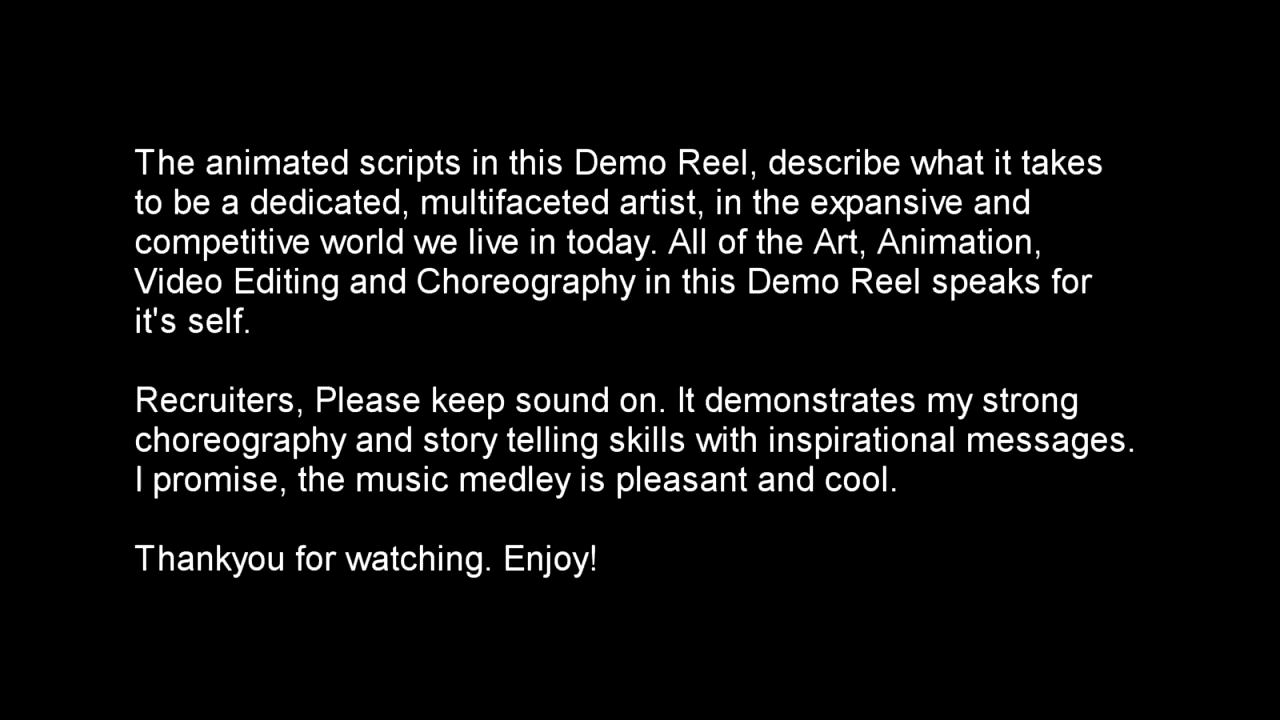 The animated scripts in this Demo Reel, describe what it takes
to be a dedicated, multifaceted artist, in the expansive and
competitive world we live in today. All of the Art, Animation,
Video Editing and Choreography in this Demo Reel speaks for
it's self.
Recruiters, Please keep sound on. It demonstrates my strong
choreography and story telling skills with inspirational messages.
I promise, the music medley is pleasant and cool.
Thankyou for watching. Enjoy!